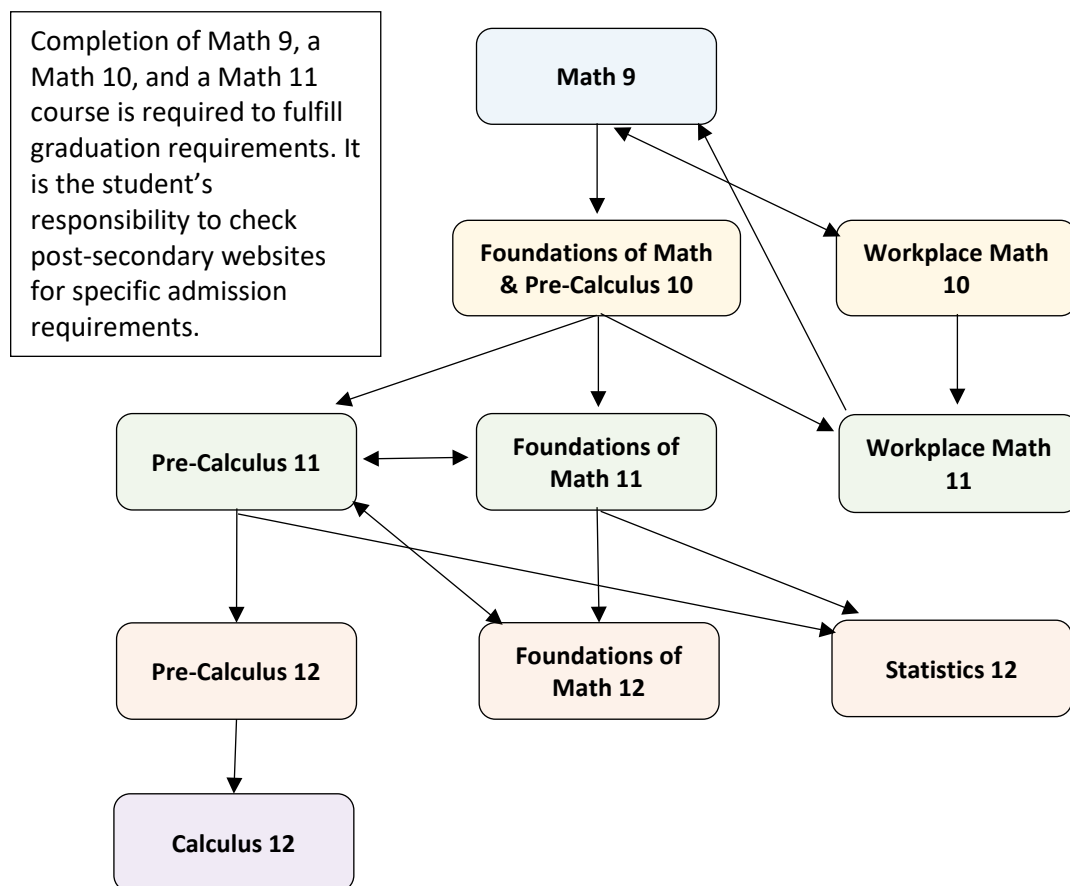 Completion of Math 9, a
Math 10, and a Math 11
course is required to fulfill
graduation requirements. It
is the student’s
responsibility to check
post-secondary websites
for specific admission
requirements.
Math 9
Foundations of Math
& Pre-Calculus 10
Workplace Math
10
Pre-Calculus 11
Foundations of
Math 11
Workplace Math
11
Pre-Calculus 12
Foundations of
Math 12
Statistics 12
Calculus 12